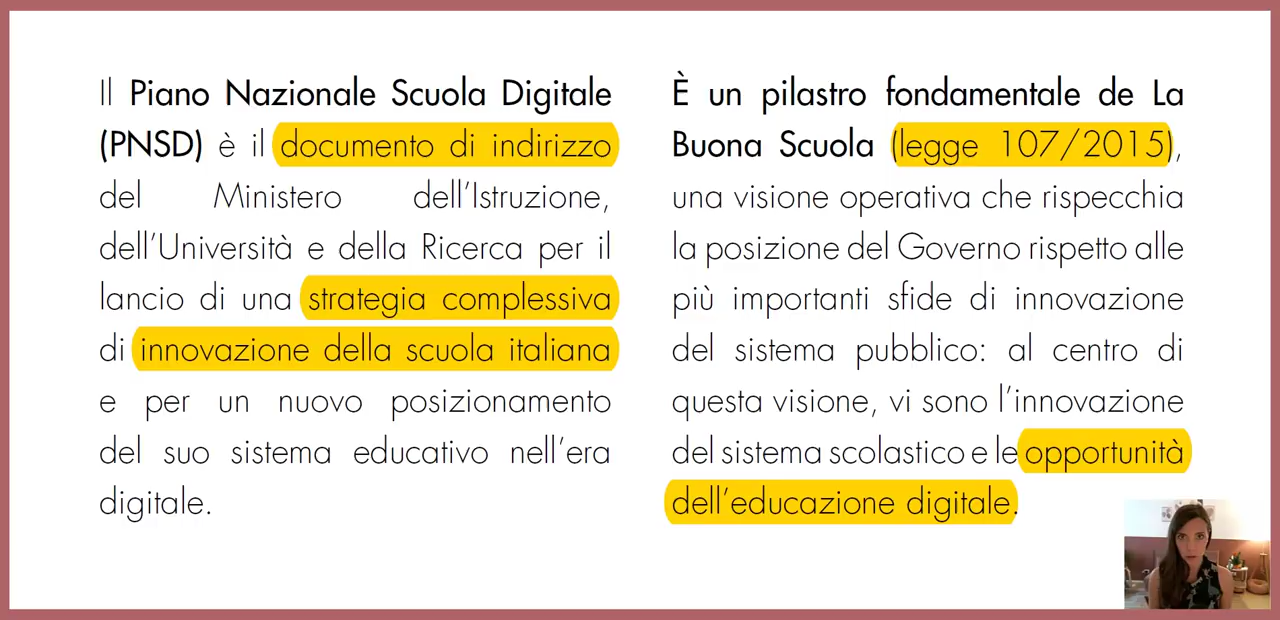 Il Piano Nazionale Scuola Digitale
(PNSD) è il documento di indirizzo
del Ministero dell'Istruzione,
dell'Università e della Ricerca per il
lancio di una strategia complessiva
di innovazione della scuola italiana
e per un nuovo posizionamento
del suo sistema educativo nell'era
digitale.
È un pilastro fondamentale de La
Buona Scuola (legge 107/2015),
una visione operativa che rispecchia
la posizione del Governo rispetto alle
più importanti sfide di innovazione
del sistema pubblico: al centro di
questa visione, vi sono l'innovazione
del sistema scolastico e le opportunità
dell'educazione digitale.